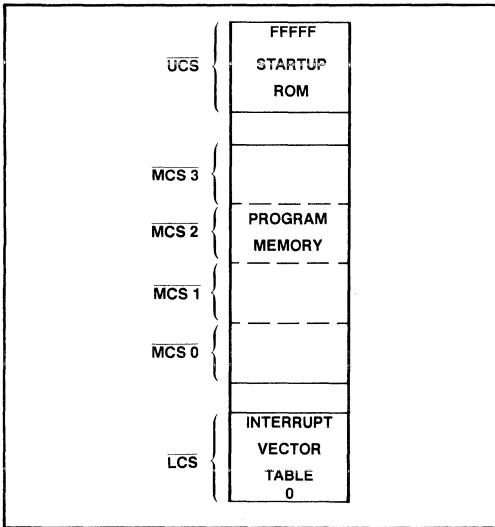 FFFFF
UCS
STARTUP
ROM
MCS 3
MCS 2
PROGRAM
MEMORY
MCS 1
MCS 0
INTERRUPT
VECTOR
LCS
TABLE
0